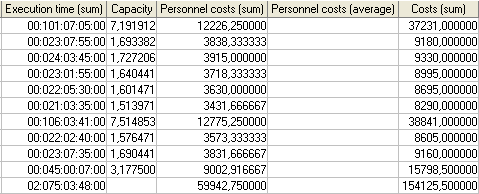 Execution time (sum) Capacity Personnel costs (sum) Personnel costs (average) Costs (sum)
00:101:07:05:00 7,191912 12226,250000 37231,000000
00:023:07:55:00 1,693382 3838,333333 9180,000000
00:024:03:45:00 1,727206 3915,000000 9330,000000
00:023:01:55:00 1,640441 3718,333333 8995,000000
00:022:05:30:00 1,601471 3630,000000 8695,000000
00:021:03:35:00 1,513971 3431,666667 8290,000000
00:106:03:41:00 7,514853 12775,250000 38841,000000
00:022:02:40:00 1,576471 3573,333333 8605,000000
00:023:07:35:00 1,690441 3831,666667 9160,000000
00:045:00:07:00 3,177500 9002,916667 15798,500000
02:075:03:48:00 59942,750000 154125,500000